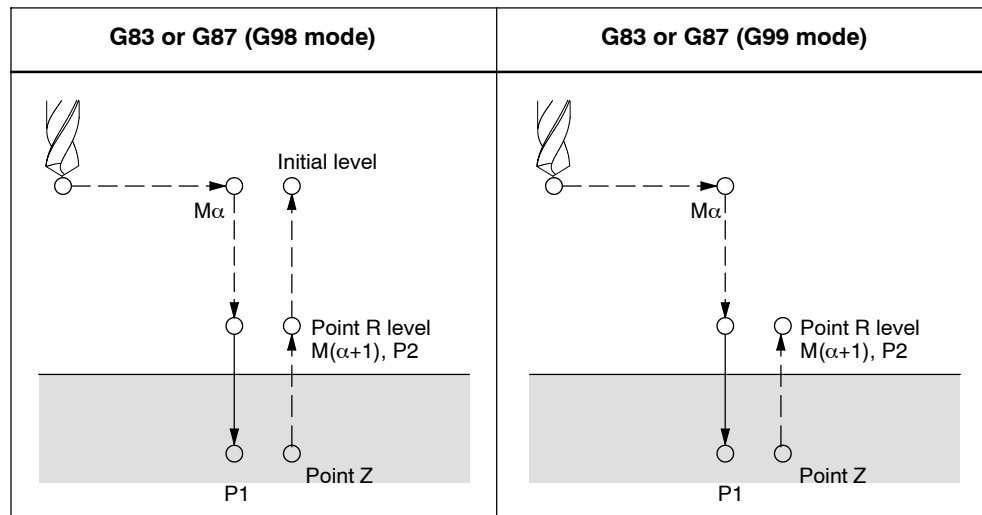 G83 or G87 (G98 mode)
G83 or G87 (G99 mode)
Initial level
Mα
Point R level
M(α+1), P2
Point Z
P1
Mα
Point R level
M(α+1), P2
Point Z
P1